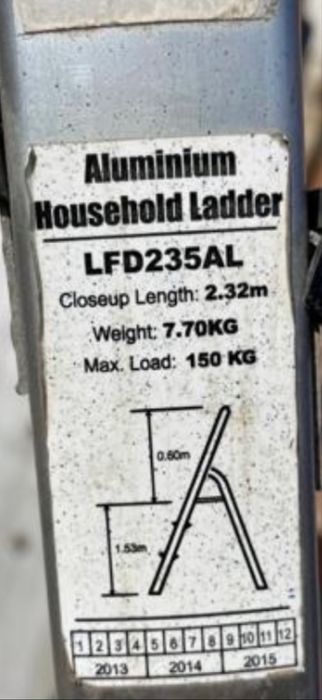 Aluminium
Household Ladder
LFD235AL
Closeup Length: 2.32m
Weight: 7.70KG
Max. Load: 150 KG
0.60m
1.53m
1 2 3 4 5 6 7 8 9 10 11 12
2013 2014 2015